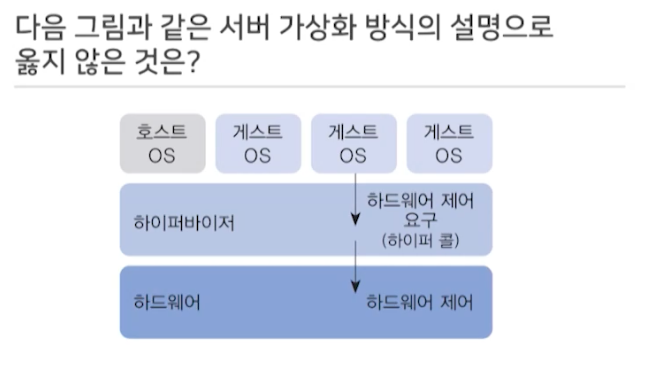 다음 그림과 같은 서버 가상화 방식의 설명으로
옳지 않은 것은?
호스트
OS
게스트
OS
게스트
OS
게스트
OS
하이퍼바이저
하드웨어 제어
요구
(하이퍼 콜)
하드웨어
하드웨어 제어